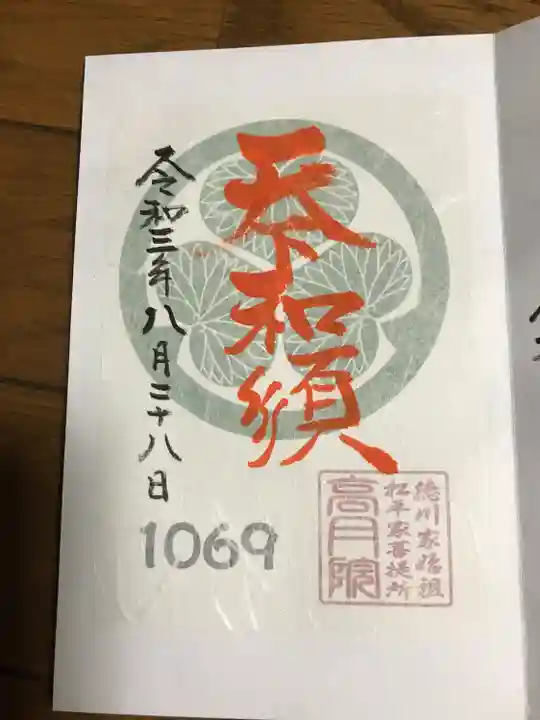 天下和順
令和三年八月二十八日
1069
徳川家始祖
松平家菩提所
高月院